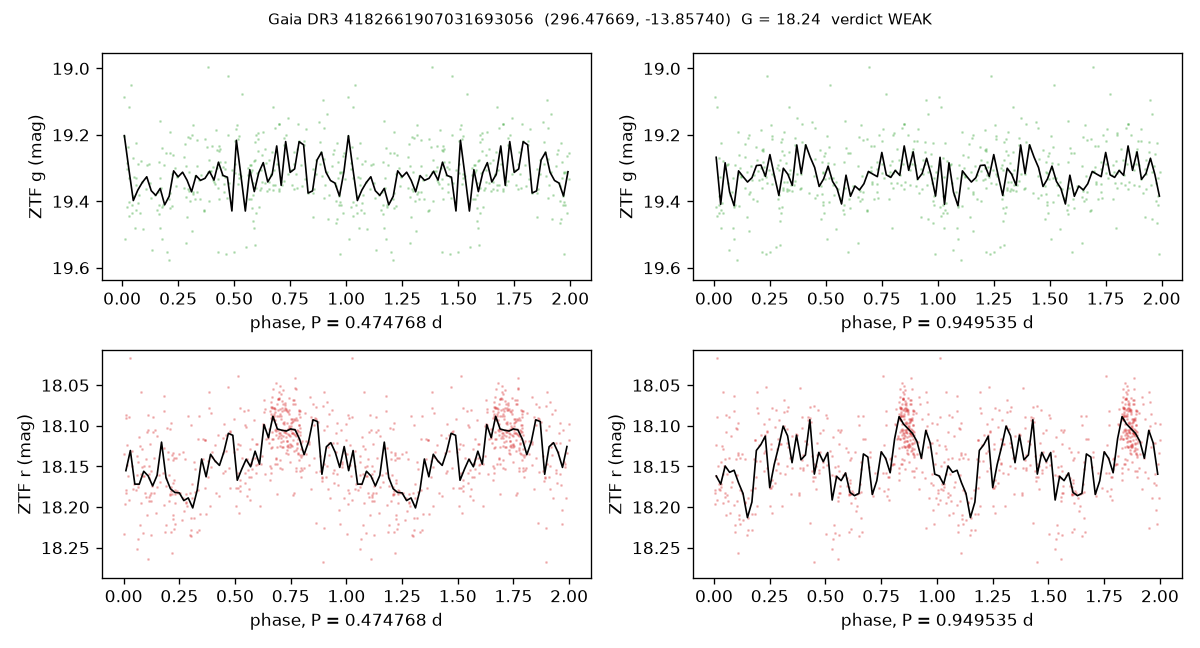 Gaia DR3 4182661907031693056 (296.47669, -13.85740) G = 18.24 verdict WEAK
ZTF g (mag)
19.0
19.2
19.4
19.6
0.00 0.25 0.50 0.75 1.00 1.25 1.50 1.75 2.00
phase, P = 0.474768 d
ZTF g (mag)
19.0
19.2
19.4
19.6
0.00 0.25 0.50 0.75 1.00 1.25 1.50 1.75 2.00
phase, P = 0.949535 d
ZTF r (mag)
18.05
18.10
18.15
18.20
18.25
0.00 0.25 0.50 0.75 1.00 1.25 1.50 1.75 2.00
phase, P = 0.474768 d
ZTF r (mag)
18.05
18.10
18.15
18.20
18.25
0.00 0.25 0.50 0.75 1.00 1.25 1.50 1.75 2.00
phase, P = 0.949535 d